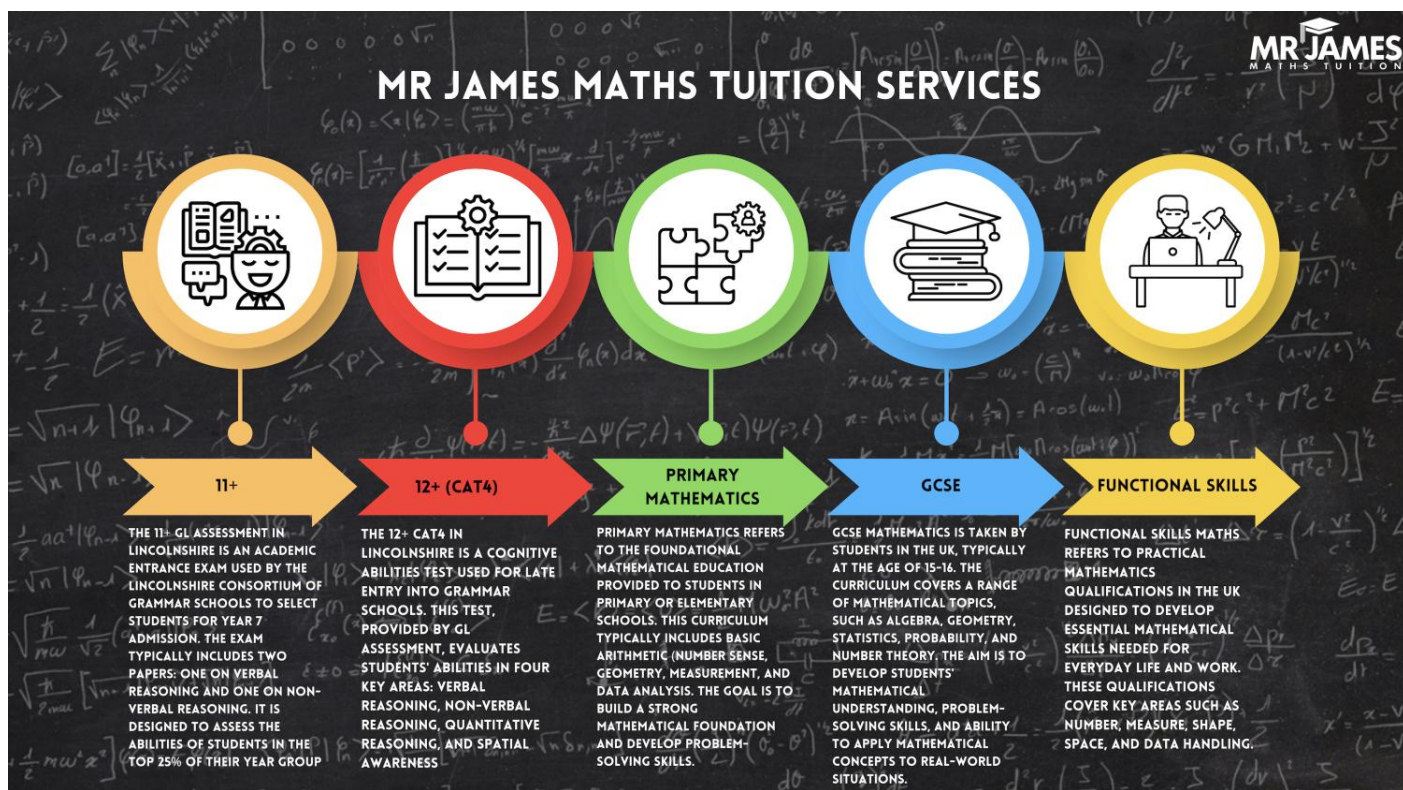 MR JAMES
MATHS TUITION
MR JAMES MATHS TUITION SERVICES
11+
THE 11+ GL ASSESSMENT IN
LINCOLNSHIRE IS AN ACADEMIC
ENTRANCE EXAM USED BY THE
LINCOLNSHIRE CONSORTIUM OF
GRAMMAR SCHOOLS TO SELECT
STUDENTS FOR YEAR 7
ADMISSION. THE EXAM
TYPICALLY INCLUDES TWO
PAPERS: ONE ON VERBAL
REASONING AND ONE ON NON-
VERBAL REASONING. IT IS
DESIGNED TO ASSESS THE
ABILITIES OF STUDENTS IN THE
TOP 25% OF THEIR YEAR GROUP
12+ (CAT4)
THE 12+ CAT4 IN
LINCOLNSHIRE IS A COGNITIVE
ABILITIES TEST USED FOR LATE
ENTRY INTO GRAMMAR
SCHOOLS. THIS TEST,
PROVIDED BY GL
ASSESSMENT, EVALUATES
STUDENTS' ABILITIES IN FOUR
KEY AREAS: VERBAL
REASONING, NON-VERBAL
REASONING, QUANTITATIVE
REASONING, AND SPATIAL
AWARENESS
PRIMARY
MATHEMATICS
PRIMARY MATHEMATICS REFERS
TO THE FOUNDATIONAL
MATHEMATICAL EDUCATION
PROVIDED TO STUDENTS IN
PRIMARY OR ELEMENTARY
SCHOOLS. THIS CURRICULUM
TYPICALLY INCLUDES BASIC
ARITHMETIC (NUMBER SENSE,
GEOMETRY, MEASUREMENT, AND
DATA ANALYSIS. THE GOAL IS TO
BUILD A STRONG
MATHEMATICAL FOUNDATION
AND DEVELOP PROBLEM-
SOLVING SKILLS.
GCSE
GCSE MATHEMATICS IS TAKEN BY
STUDENTS IN THE UK, TYPICALLY
AT THE AGE OF 15-16. THE
CURRICULUM COVERS A RANGE
OF MATHEMATICAL TOPICS,
SUCH AS ALGEBRA, GEOMETRY,
STATISTICS, PROBABILITY, AND
NUMBER THEORY. THE AIM IS TO
DEVELOP STUDENTS'
MATHEMATICAL
UNDERSTANDING, PROBLEM-
SOLVING SKILLS, AND ABILITY
TO APPLY MATHEMATICAL
CONCEPTS TO REAL-WORLD
SITUATIONS.
FUNCTIONAL SKILLS
FUNCTIONAL SKILLS MATHS
REFERS TO PRACTICAL
MATHEMATICS
QUALIFICATIONS IN THE UK
DESIGNED TO DEVELOP
ESSENTIAL MATHEMATICAL
SKILLS NEEDED FOR
EVERYDAY LIFE AND WORK.
THESE QUALIFICATIONS
COVER KEY AREAS SUCH AS
NUMBER, MEASURE, SHAPE,
SPACE, AND DATA HANDLING.